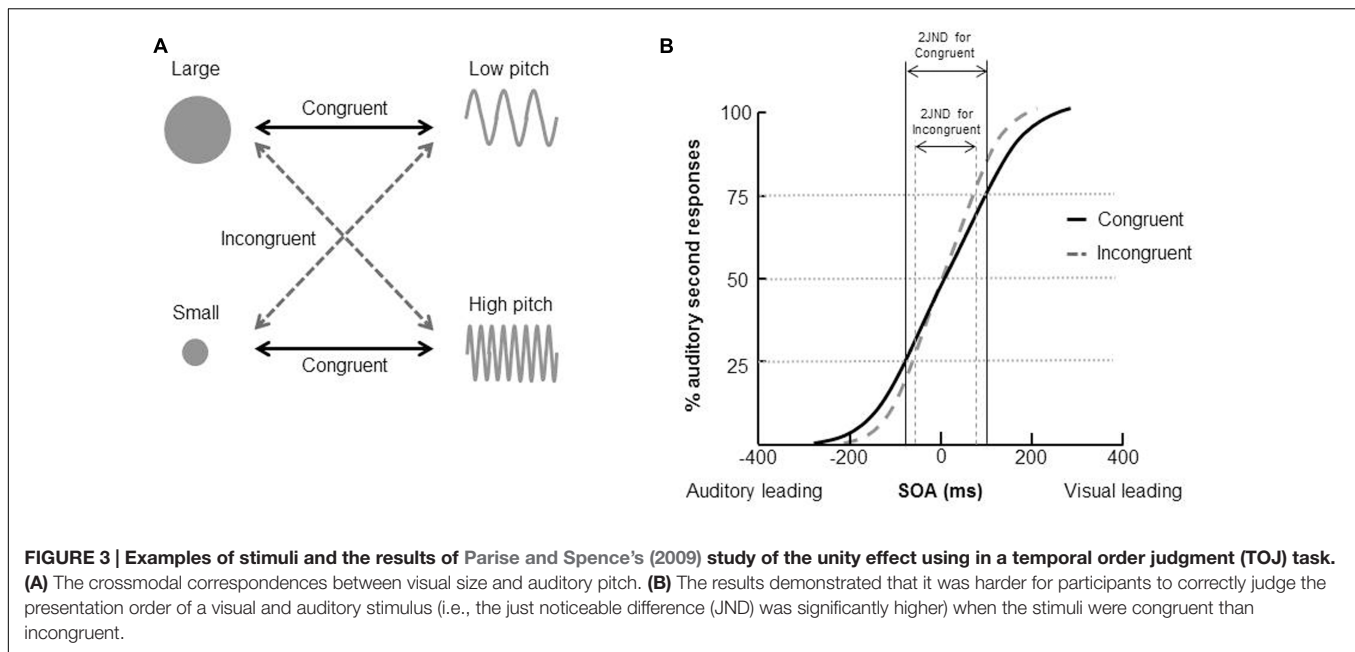 A
Large
Low pitch
Congruent
Incongruent
Small
High pitch
Congruent
B
2JND for
Congruent
2JND for
Incongruent
100
75
50
25
% auditory second responses
Congruent
Incongruent
-400
-200
0
200
400
Auditory leading
SOA (ms)
Visual leading
FIGURE 3 | Examples of stimuli and the results of Parise and Spence's (2009) study of the unity effect using in a temporal order judgment (TOJ) task.
(A) The crossmodal correspondences between visual size and auditory pitch. (B) The results demonstrated that it was harder for participants to correctly judge the
presentation order of a visual and auditory stimulus (i.e., the just noticeable difference (JND) was significantly higher) when the stimuli were congruent than
incongruent.